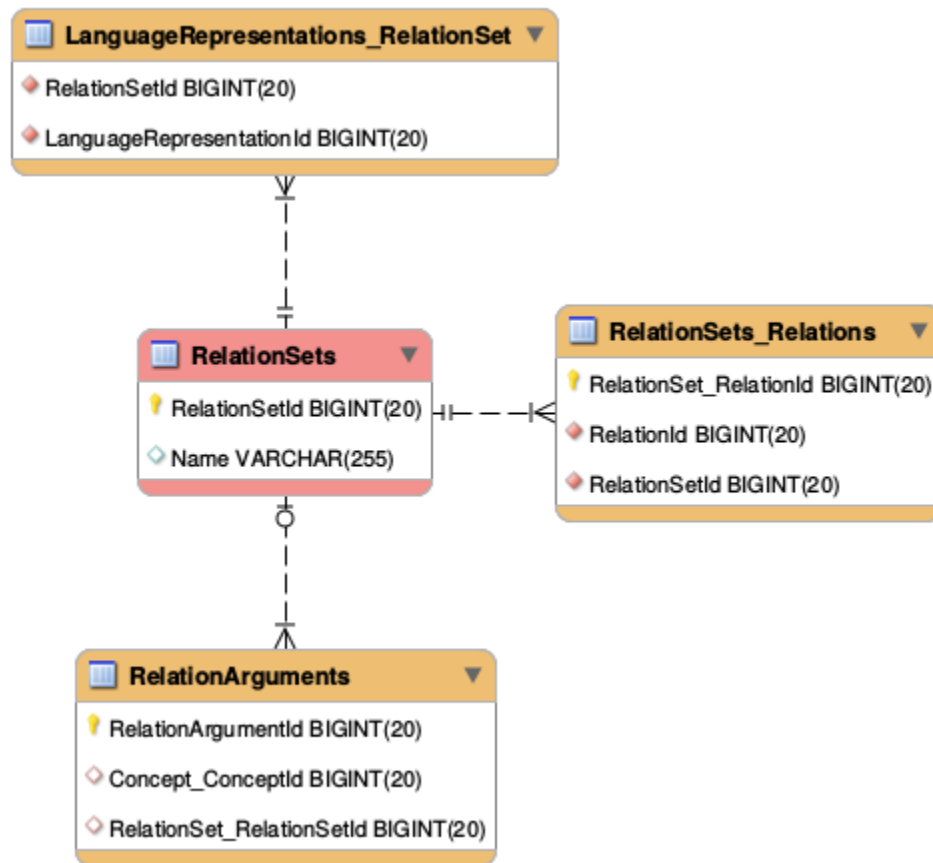 LanguageRepresentations_RelationSet
RelationSetId BIGINT(20)
LanguageRepresentationId BIGINT(20)
RelationSets
RelationSetId BIGINT(20)
Name VARCHAR(255)
RelationSets_Relations
RelationSet_RelationId BIGINT(20)
RelationId BIGINT(20)
RelationSetId BIGINT(20)
RelationArguments
RelationArgumentId BIGINT(20)
Concept_ConceptId BIGINT(20)
RelationSet_RelationSetId BIGINT(20)